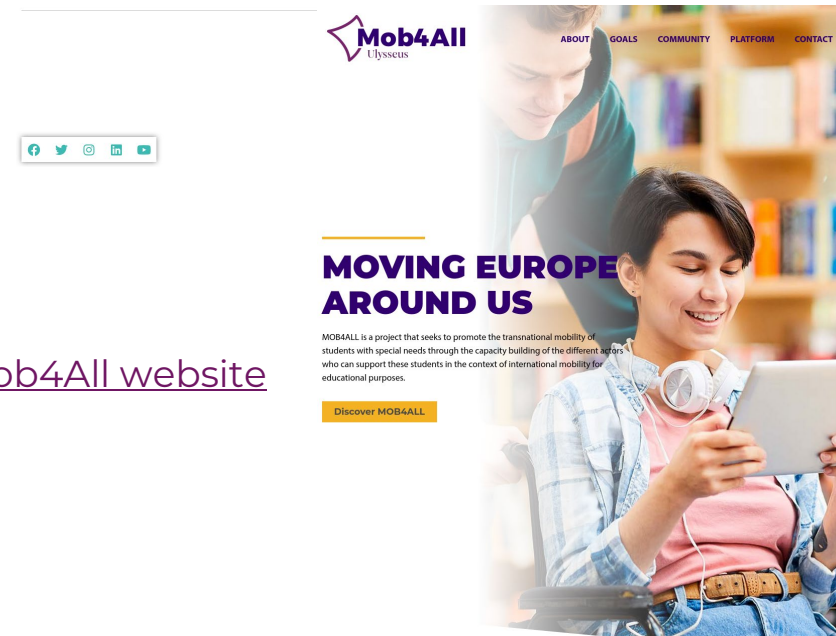 Mob4All
Ulysseus
ABOUT GOALS COMMUNITY PLATFORM CONTACT
MOVING EUROPE
AROUND US
MOB4ALL is a project that seeks to promote the transnational mobility of
students with special needs through the capacity building of the different actors
who can support these students in the context of international mobility for
educational purposes.
Discover MOB4ALL
ob4All website